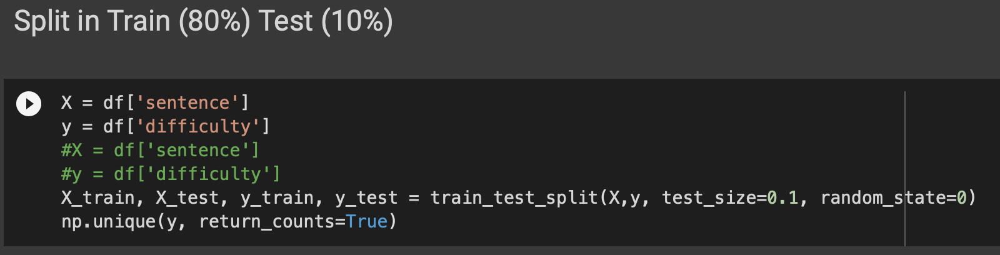 Split in Train (80%) Test (10%)
X = df['sentence']
y = df['difficulty']
#X = df['sentence']
#y = df['difficulty']
X_train, X_test, y_train, y_test = train_test_split(X,y, test_size=0.1, random_state=0)
np.unique(y, return_counts=True)